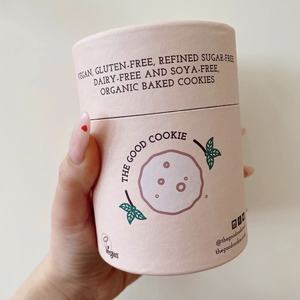 VEGAN, GLUTEN-FREE, REFINED SUGAR-FREE,
DAIRY-FREE AND SOYA-FREE,
ORGANIC BAKED COOKIES
THE GOOD COOKIE
Vegan